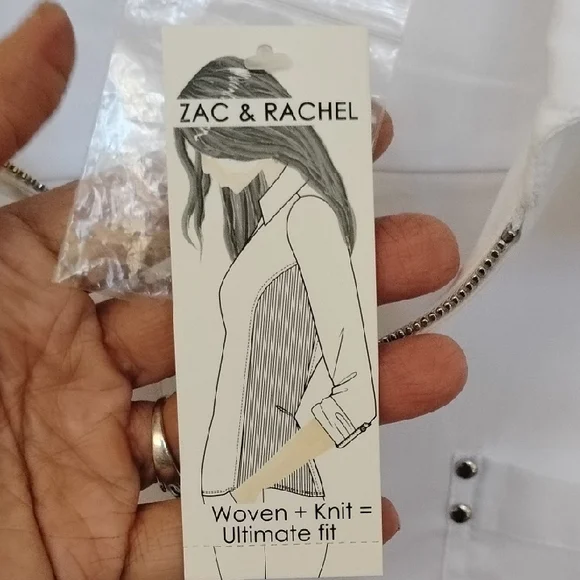 ZAC & RACHEL
Woven + Knit =
Ultimate fit